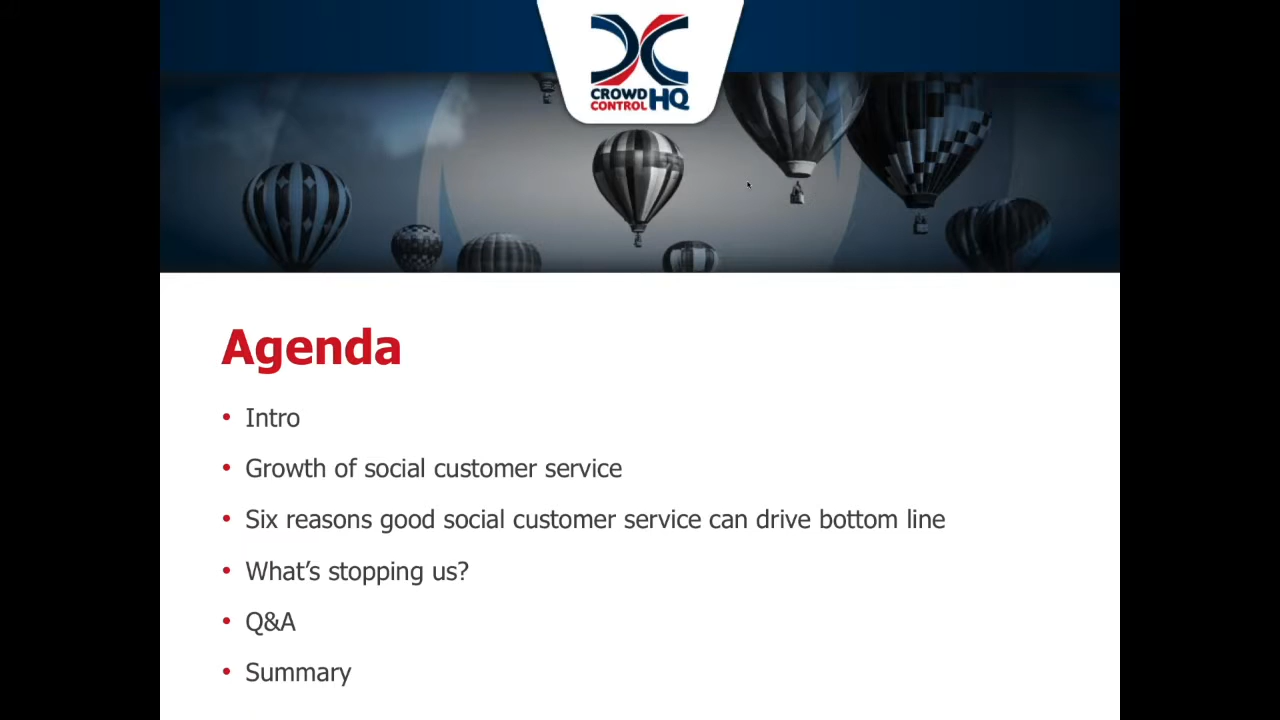 CROWD
CONTROL HQ
Agenda
• Intro
• Growth of social customer service
• Six reasons good social customer service can drive bottom line
• What’s stopping us?
• Q&A
• Summary